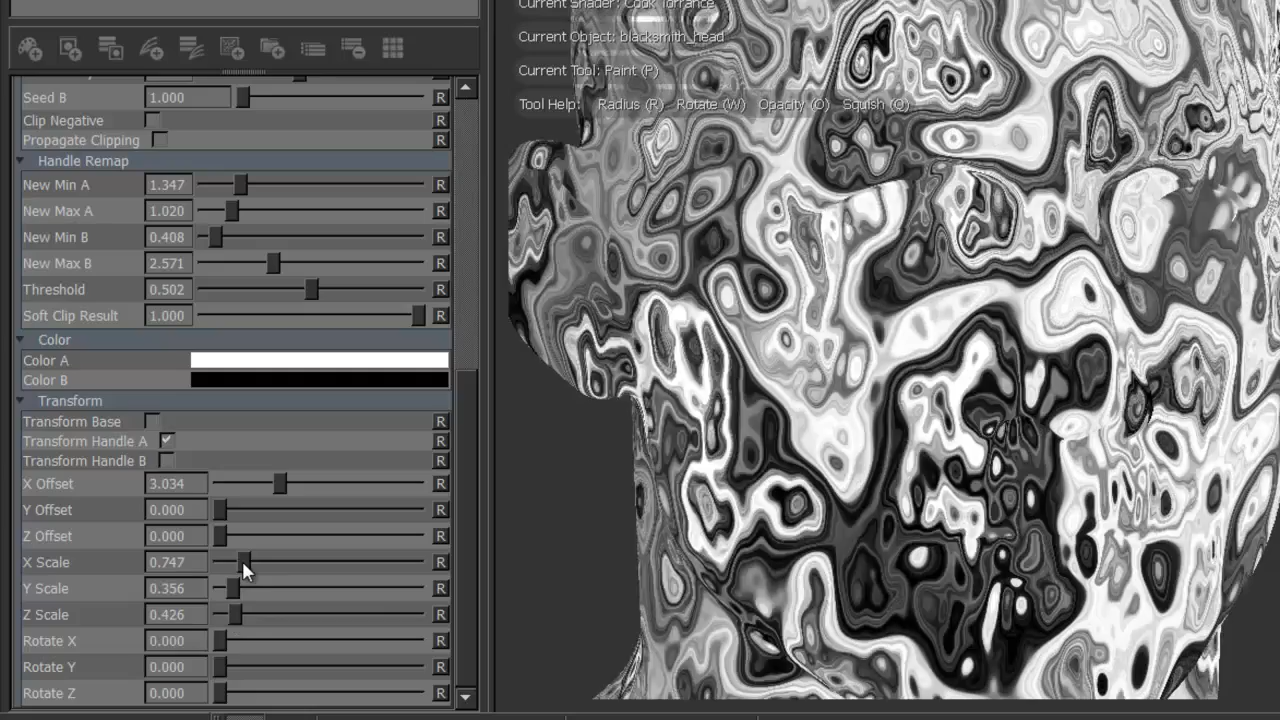 Current Shader: Cook Torrance
Current Object: blacksmith_head
Current Tool: Paint (P)
Tool Help: Radius (R) Rotate (W) Opacity (O) Squish (Q)
Seed B 1.000 R
Clip Negative R
Propagate Clipping R
Handle Remap
New Min A 1.347 R
New Max A 1.020 R
New Min B 0.408 R
New Max B 2.571 R
Threshold 0.502 R
Soft Clip Result 1.000 R
Color
Color A
Color B
Transform
Transform Base R
Transform Handle A R
Transform Handle B R
X Offset 3.034 R
Y Offset 0.000 R
Z Offset 0.000 R
X Scale 0.747 R
Y Scale 0.356 R
Z Scale 0.426 R
Rotate X 0.000 R
Rotate Y 0.000 R
Rotate Z 0.000 R